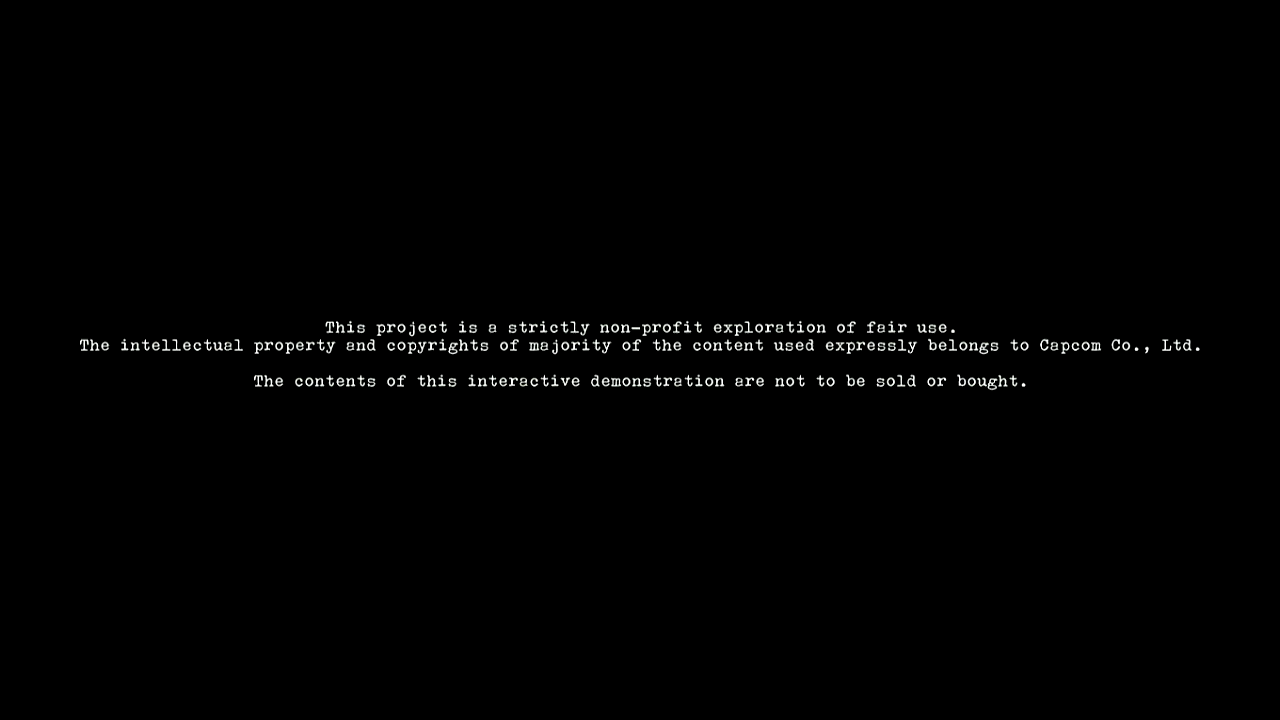 This project is a strictly non-profit exploration of fair use.
The intellectual property and copyrights of majority of the content used expressly belongs to Capcom Co., Ltd.
The contents of this interactive demonstration are not to be sold or bought.